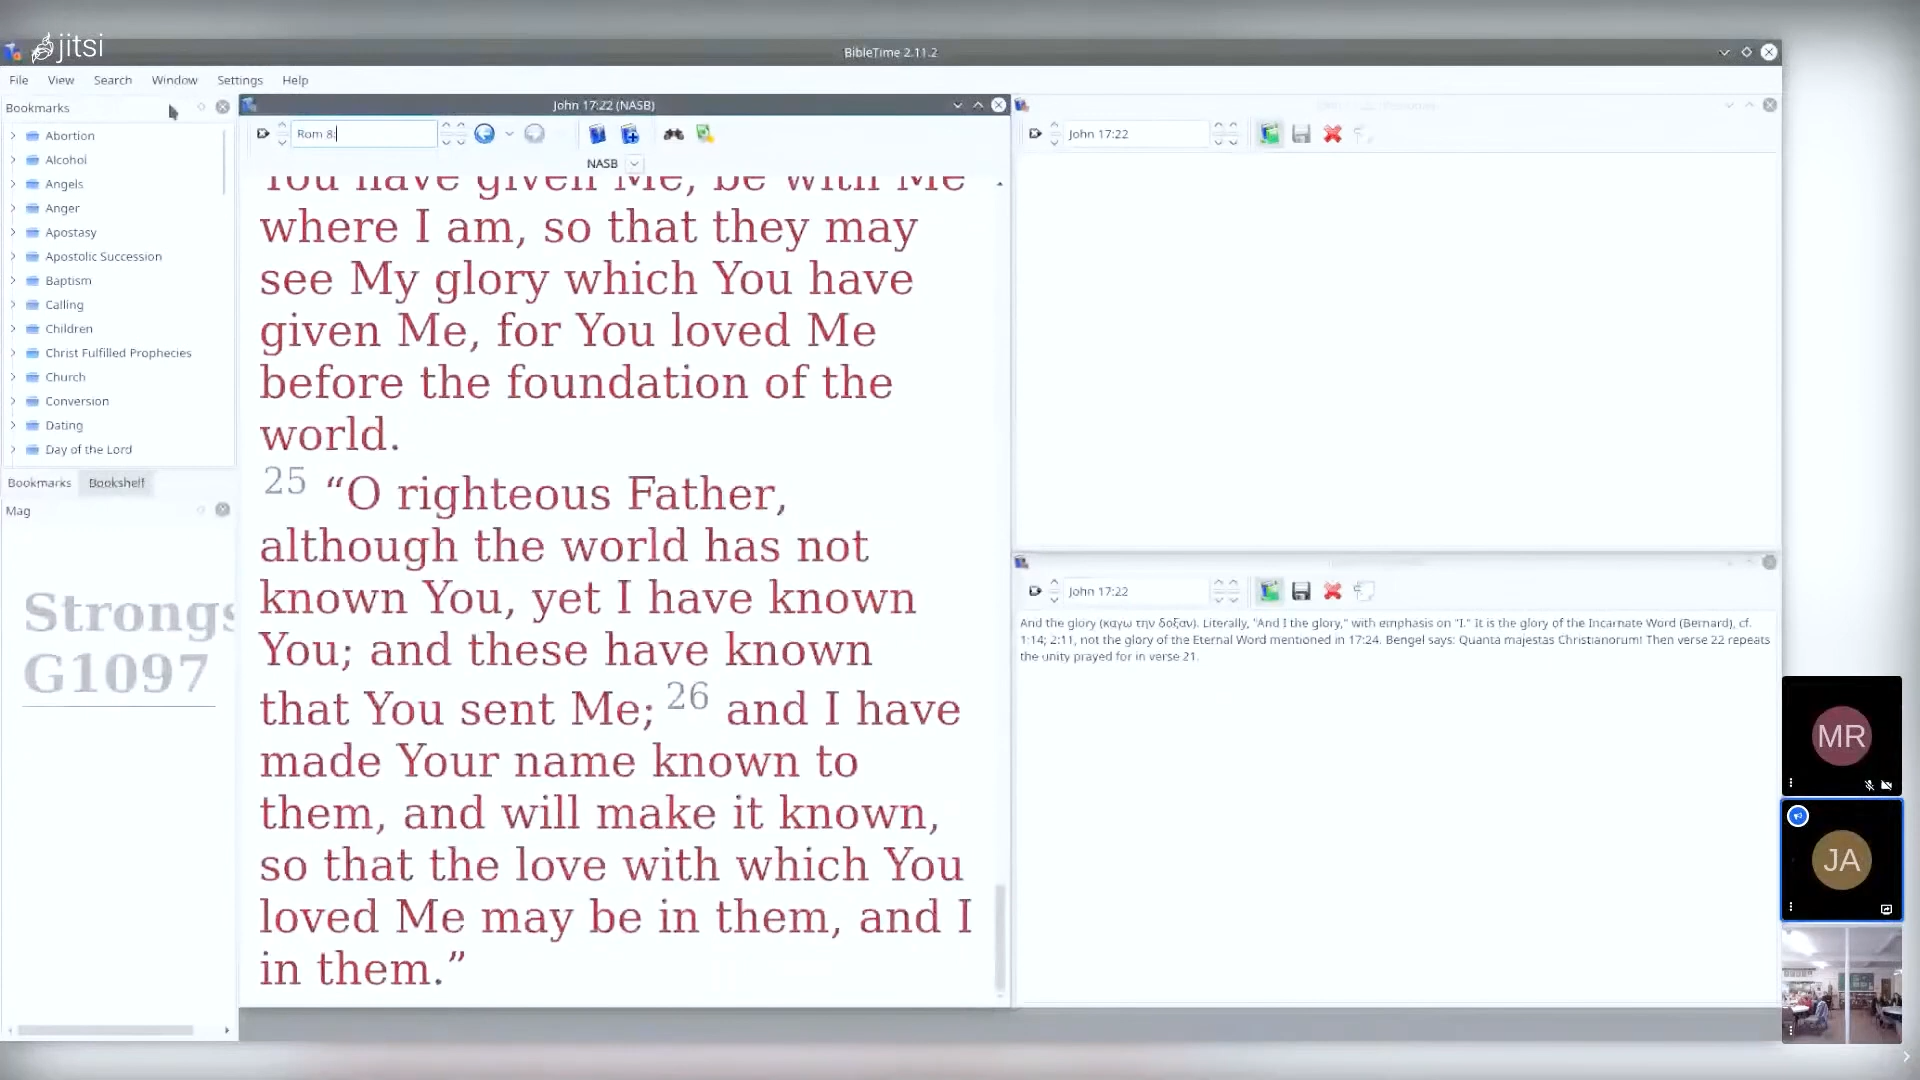 jitsi
BibleTime 2.11.2
File View Search Window Settings Help
Bookmarks
Abortion
Alcohol
Angels
Anger
Apostasy
Apostolic Succession
Baptism
Calling
Children
Christ Fulfilled Prophecies
Church
Conversion
Dating
Day of the Lord
Bookmarks Bookshelf
Mag
Strongs
G1097
John 17:22 (NASB)
Rom 8:
NASB
You have given Me, be with Me
where I am, so that they may
see My glory which You have
given Me, for You loved Me
before the foundation of the
world.
25 “O righteous Father,
although the world has not
known You, yet I have known
You; and these have known
that You sent Me; 26 and I have
made Your name known to
them, and will make it known,
so that the love with which You
loved Me may be in them, and I
in them.”
John 17:22
John 17:22
And the glory (καγω την δοξαν). Literally, "And I the glory," with emphasis on "I." It is the glory of the Incarnate Word (Bernard), cf.
1:14; 2:11, not the glory of the Eternal Word mentioned in 17:24. Bengel says: Quanta majestas Christianorum! Then verse 22 repeats
the unity prayed for in verse 21.
MR
JA